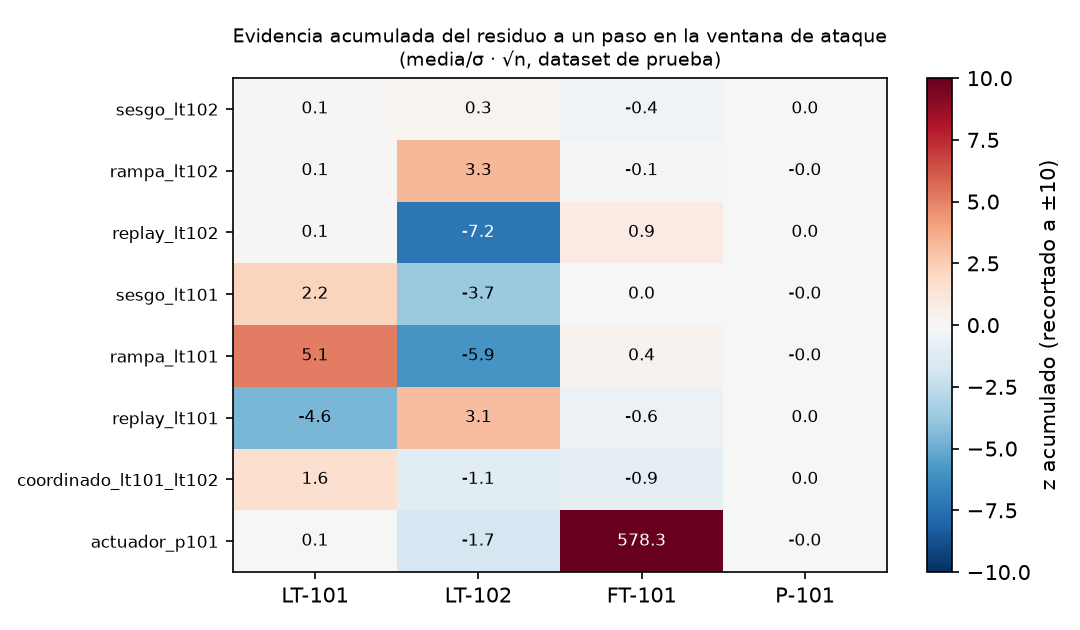 Evidencia acumulada del residuo a un paso en la ventana de ataque
(media/σ · √n, dataset de prueba)
sesgo_lt102 0.1 0.3 -0.4 0.0
rampa_lt102 0.1 3.3 -0.1 -0.0
replay_lt102 0.1 -7.2 0.9 0.0
sesgo_lt101 2.2 -3.7 0.0 -0.0
rampa_lt101 5.1 -5.9 0.4 -0.0
replay_lt101 -4.6 3.1 -0.6 0.0
coordinado_lt101_lt102 1.6 -1.1 -0.9 0.0
actuador_p101 0.1 -1.7 578.3 -0.0
LT-101 LT-102 FT-101 P-101
10.0
7.5
5.0
2.5
0.0
−2.5
−5.0
−7.5
−10.0
z acumulado (recortado a ±10)